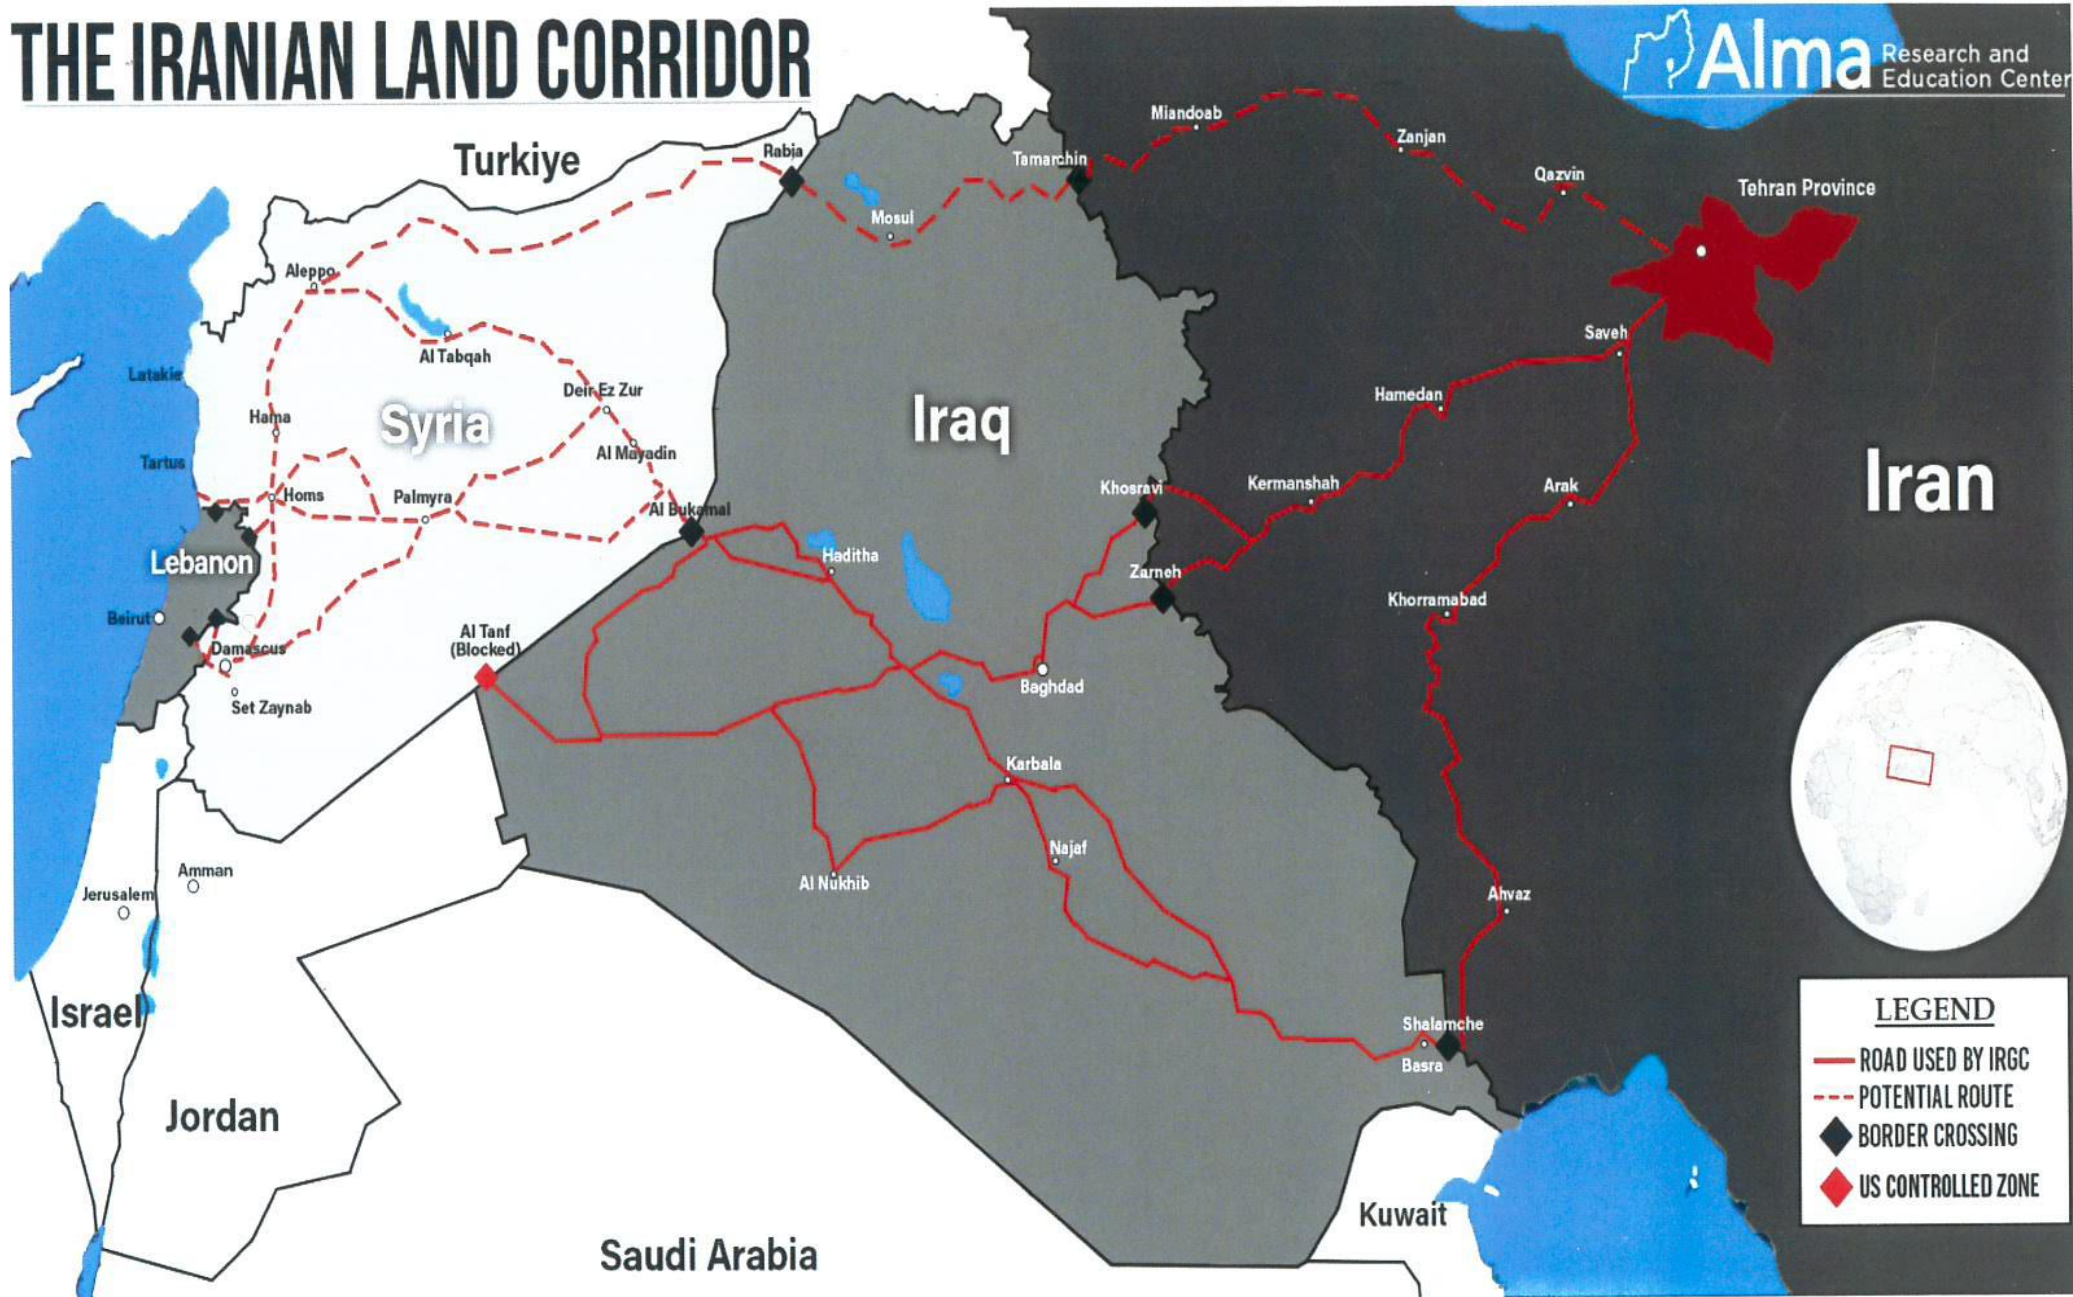 THE IRANIAN LAND CORRIDOR
Alma
Research and
Education Center
Turkiye
Rabia
Tamarchin
Miandoab
Zanjan
Qazvin
Tehran Province
Mosul
Aleppo
Al Tabqah
Saveh
Latakie
Hama
Syria
Deir Ez Zur
Iraq
Hamedan
Tartus
Al Mayadin
Iran
Homs
Palmyra
Al Bukamal
Khosravi
Kermanshah
Arak
Lebanon
Haditha
Zarneh
Khorramabad
Beirut
Damascus
Al Tanf
(Blocked)
Set Zaynab
Baghdad
Karbala
Najaf
Al Nukhib
Amman
Jerusalem
Ahvaz
Israel
Shalamche
Basra
Jordan
Kuwait
Saudi Arabia
LEGEND
ROAD USED BY IRGC
POTENTIAL ROUTE
BORDER CROSSING
US CONTROLLED ZONE